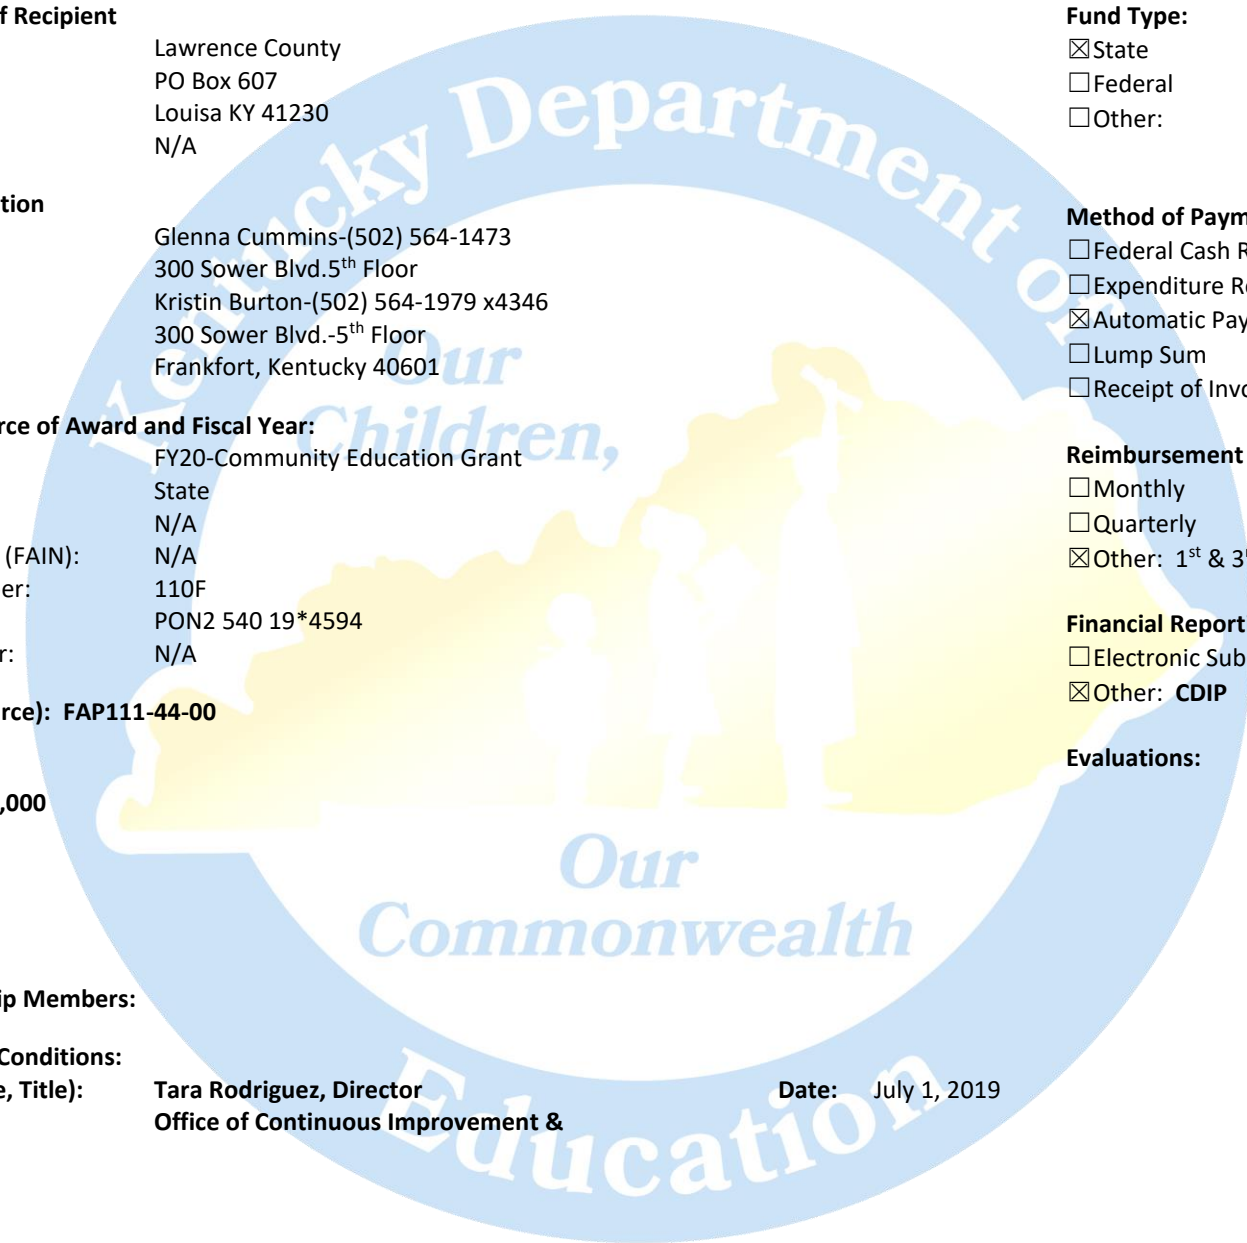 f Recipient
Lawrence County
PO Box 607
Louisa KY 41230
N/A
tion
Glenna Cummins-(502) 564-1473
300 Sower Blvd.5th Floor
Kristin Burton-(502) 564-1979 x4346
300 Sower Blvd.-5th Floor
Frankfort, Kentucky 40601
rce of Award and Fiscal Year:
FY20-Community Education Grant
State
N/A
(FAIN): N/A
er: 110F
PON2 540 19*4594
r: N/A
rce): FAP111-44-00
,000
ip Members:
Conditions:
e, Title): Tara Rodriguez, Director Date: July 1, 2019
Office of Continuous Improvement &
Fund Type:
☒State
☐Federal
☐Other:
Method of Paym
☐Federal Cash R
☐Expenditure Re
☒Automatic Pay
☐Lump Sum
☐Receipt of Invo
Reimbursement
☐Monthly
☐Quarterly
☒Other: 1st & 3
Financial Report
☐Electronic Sub
☒Other: CDIP
Evaluations:
Kentucky Department of
Education
Our
Children,
Our
Commonwealth